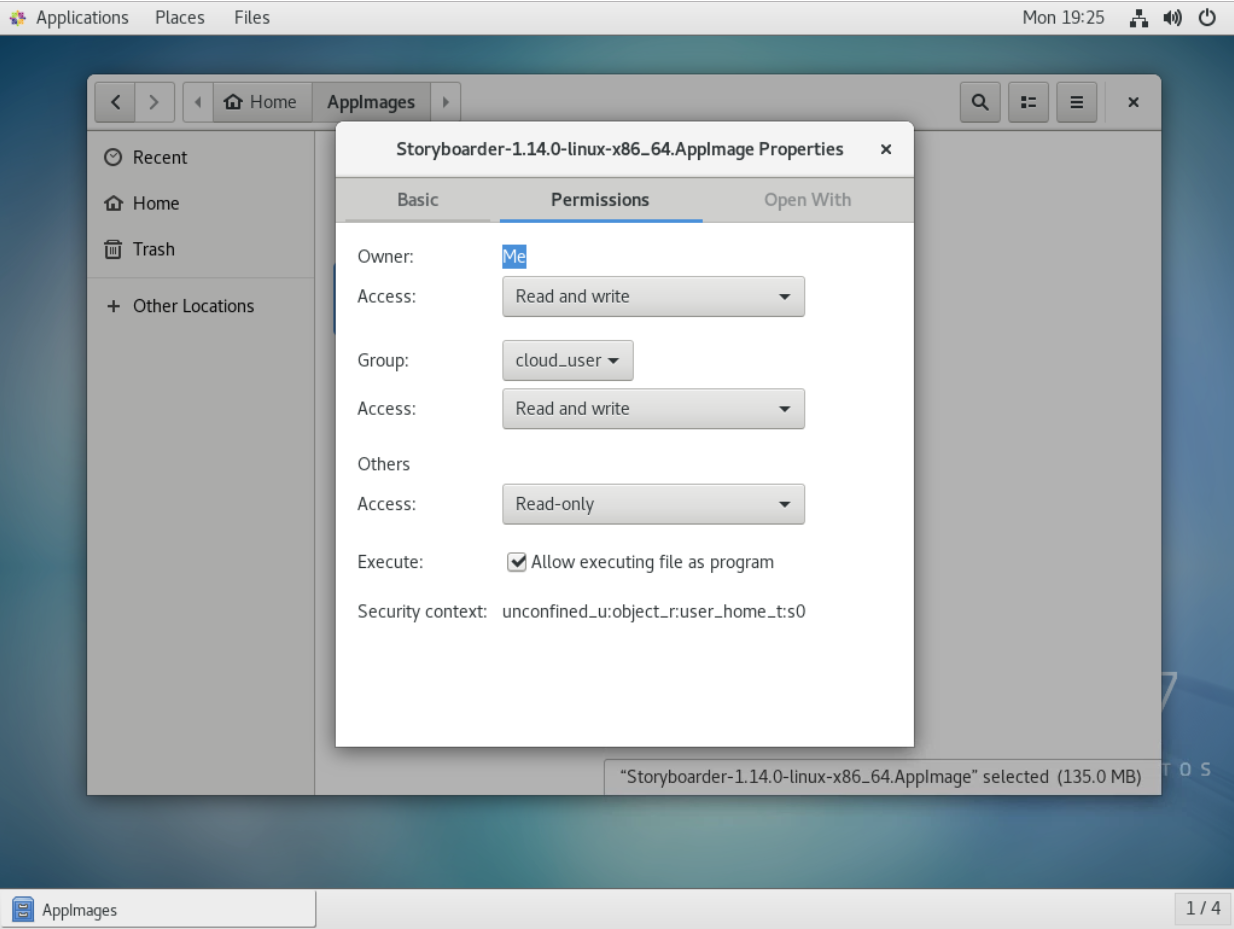 Applications Places Files Mon 19:25
Home AppImages
Storyboarder-1.14.0-linux-x86_64.AppImage Properties
Recent
Home
Trash
Other Locations
Basic Permissions Open With
Owner: Me
Access: Read and write
Group: cloud_user
Access: Read and write
Others
Access: Read-only
Execute: Allow executing file as program
Security context: unconfined_u:object_r:user_home_t:s0
7
TOS
“Storyboarder-1.14.0-linux-x86_64.AppImage” selected (135.0 MB)
AppImages 1 / 4